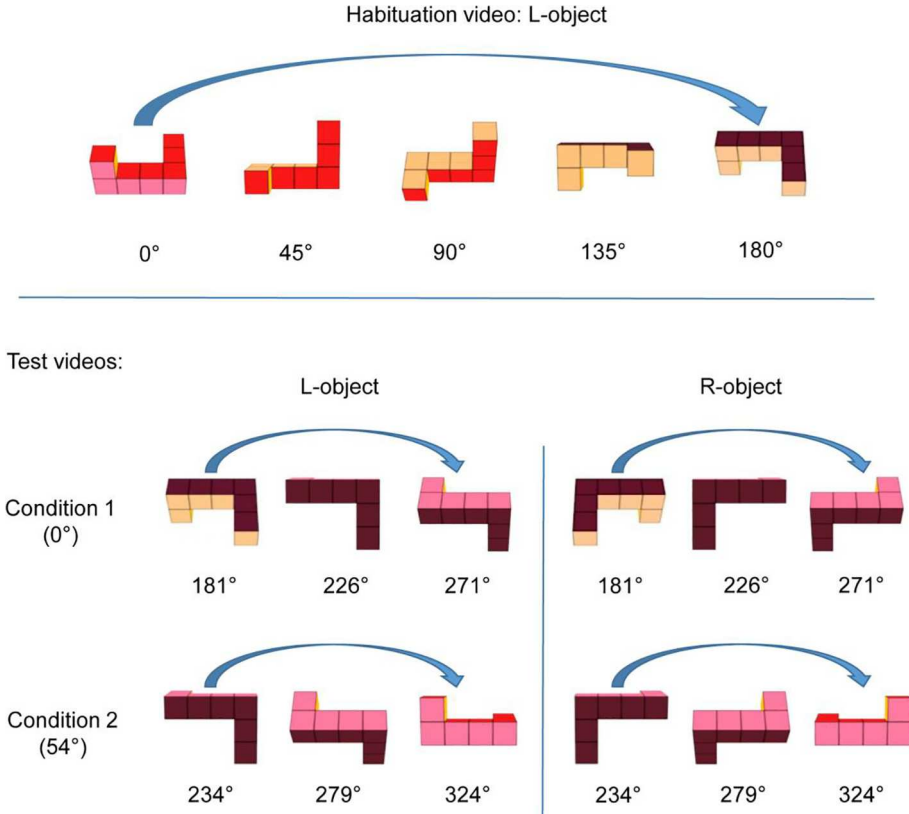 Habituation video: L-object
0° 45° 90° 135° 180°
Test videos:
L-object R-object
Condition 1
(0°)
181° 226° 271° 181° 226° 271°
Condition 2
(54°)
234° 279° 324° 234° 279° 324°